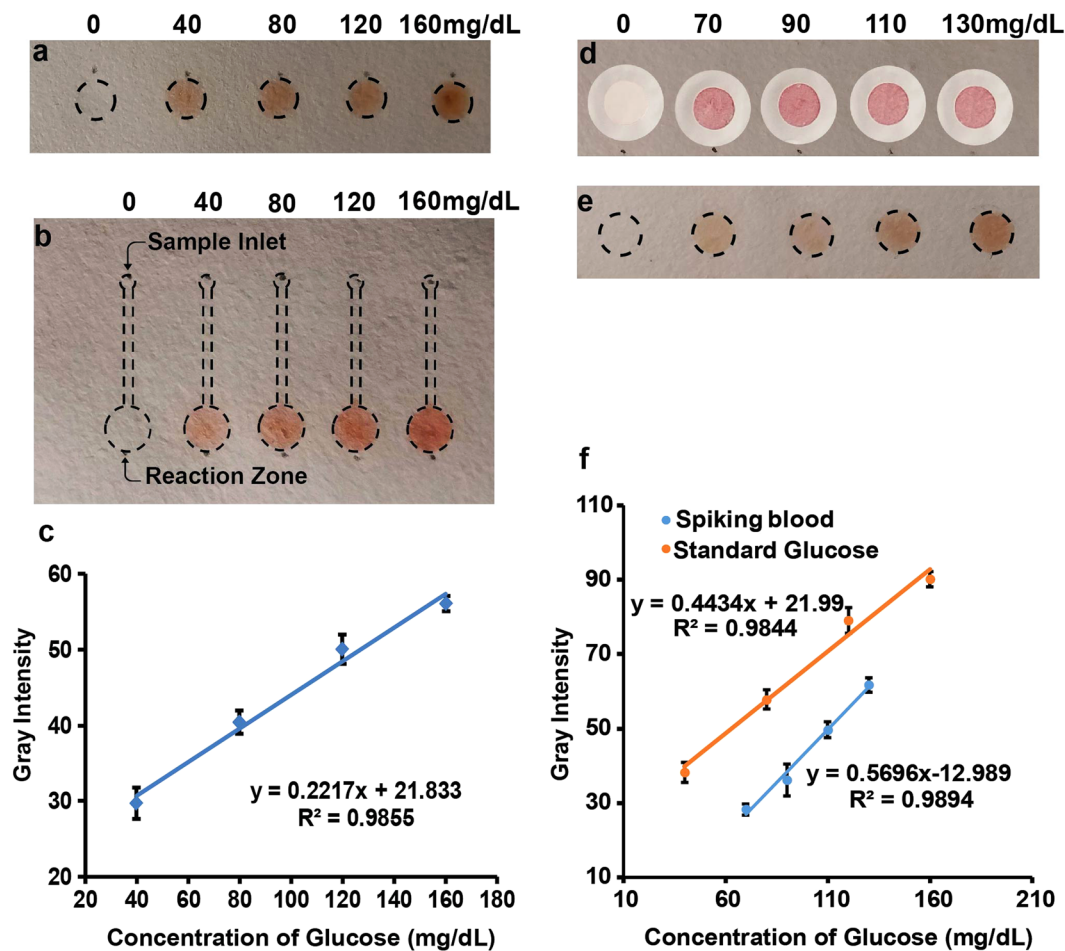 a
0 40 80 120 160mg/dL
b
0 40 80 120 160mg/dL
Sample Inlet
Reaction Zone
c
60
50
40
30
20
20 40 60 80 100 120 140 160 180
Gray Intensity
y = 0.2217x + 21.833
R² = 0.9855
Concentration of Glucose (mg/dL)
d
0 70 90 110 130mg/dL
e
f
110
90
70
50
30
10
10 60 110 160 210
Gray Intensity
Spiking blood
Standard Glucose
y = 0.4434x + 21.99
R² = 0.9844
y = 0.5696x-12.989
R² = 0.9894
Concentration of Glucose (mg/dL)